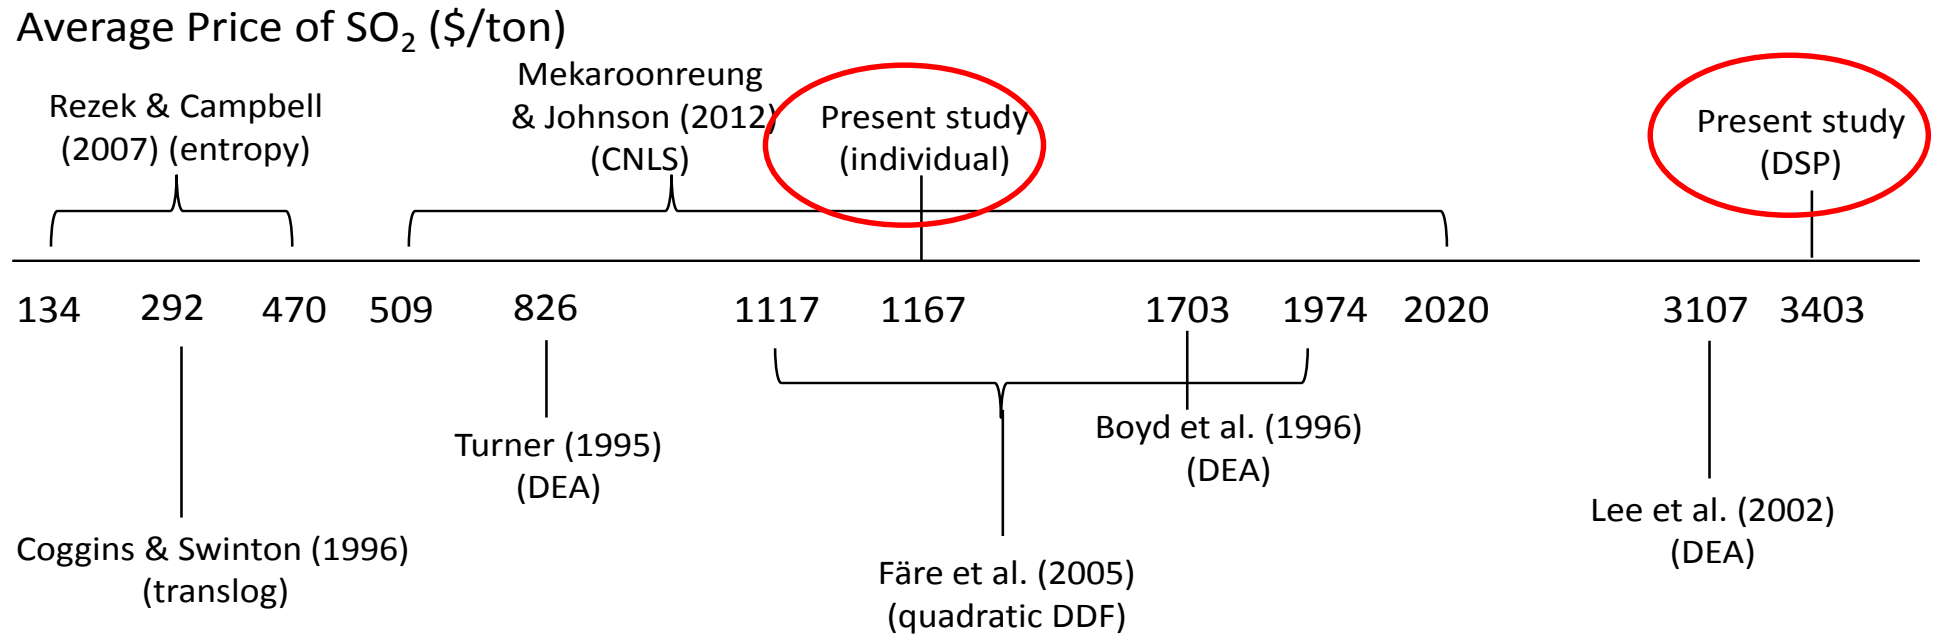 Average Price of SO₂ ($/ton)
Rezek & Campbell
(2007) (entropy)
Mekaroonreung
& Johnson (2012)
(CNLS)
Present study
(individual)
Present study
(DSP)
134 292 470 509 826 1117 1167 1703 1974 2020 3107 3403
Coggins & Swinton (1996)
(translog)
Turner (1995)
(DEA)
Färe et al. (2005)
(quadratic DDF)
Boyd et al. (1996)
(DEA)
Lee et al. (2002)
(DEA)